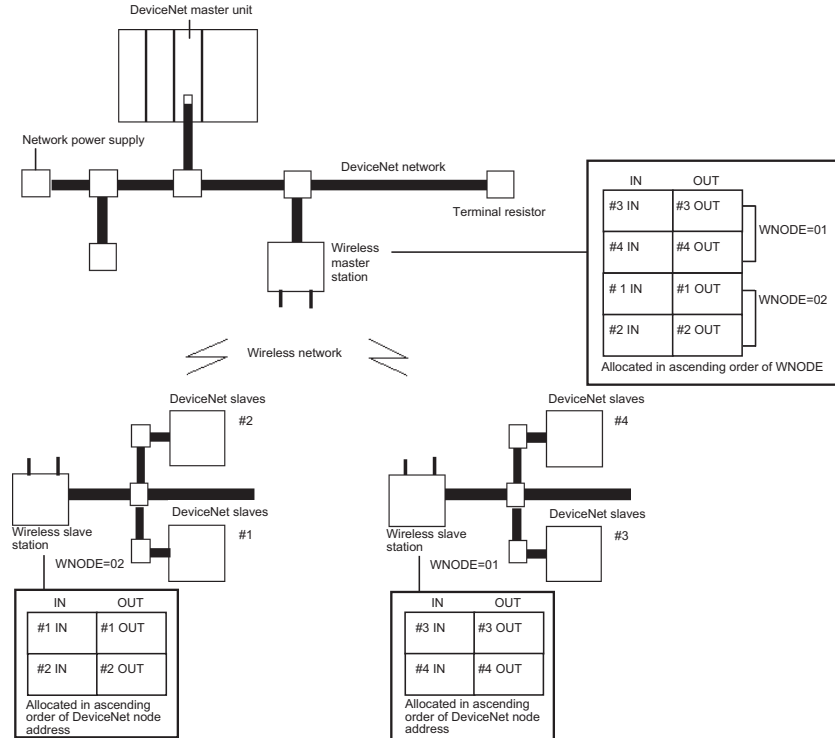 DeviceNet master unit
Network power supply
DeviceNet network
Terminal resistor
Wireless
master
station
IN OUT
#3 IN #3 OUT
#4 IN #4 OUT
WNODE=01
# 1 IN #1 OUT
#2 IN #2 OUT
WNODE=02
Allocated in ascending order of WNODE
Wireless network
DeviceNet slaves
#2
DeviceNet slaves
#1
Wireless slave
station
WNODE=02
IN OUT
#1 IN #1 OUT
#2 IN #2 OUT
Allocated in ascending
order of DeviceNet node
address
DeviceNet slaves
#4
DeviceNet slaves
#3
Wireless slave
station
WNODE=01
IN OUT
#3 IN #3 OUT
#4 IN #4 OUT
Allocated in ascending
order of DeviceNet node
address